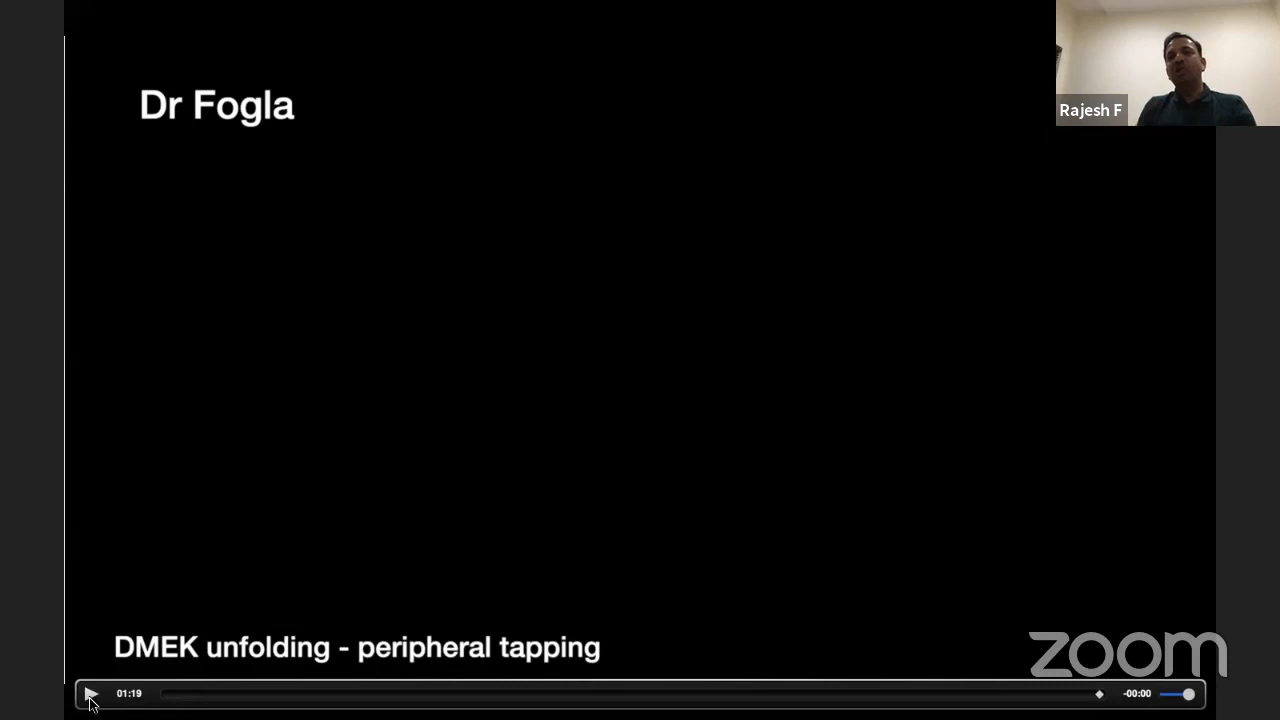 Dr Fogla
Rajesh F
DMEK unfolding - peripheral tapping
zoom
01:19
-00:00